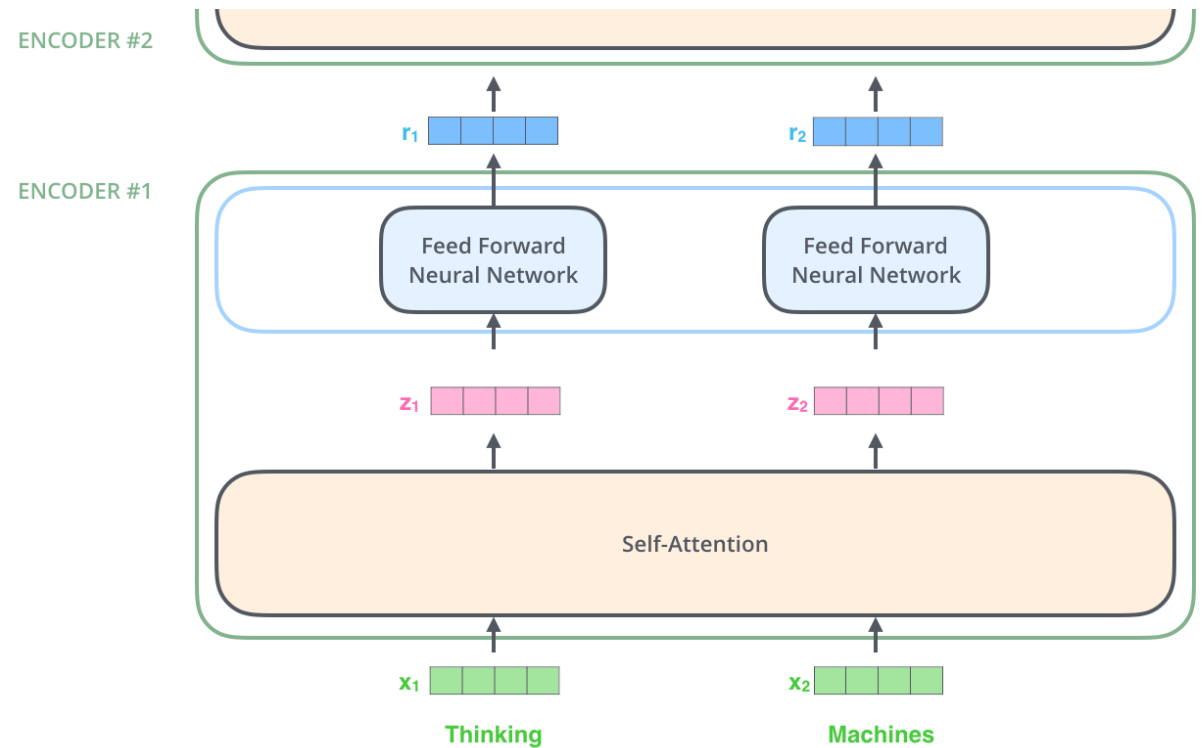 ENCODER #2
r1
r2
ENCODER #1
Feed Forward
Neural Network
Feed Forward
Neural Network
z1
z2
Self-Attention
x1
x2
Thinking
Machines